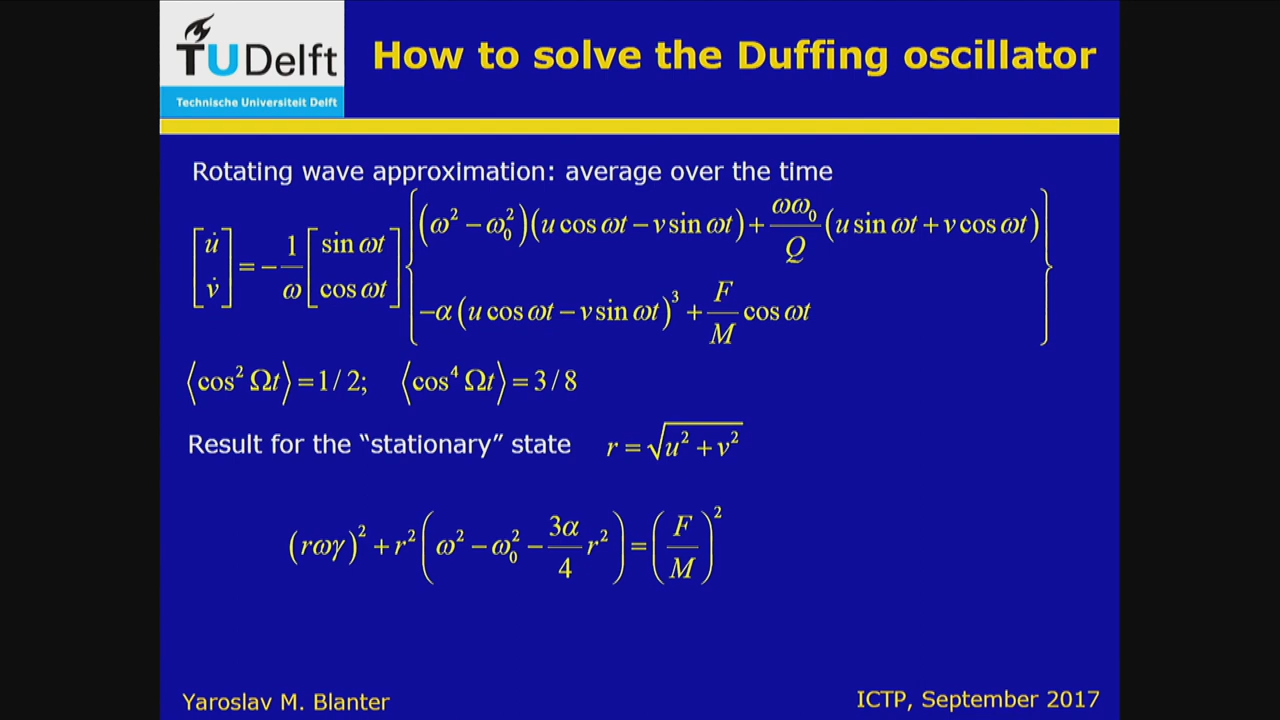 TU Delft
Technische Universiteit Delft
How to solve the Duffing oscillator
Rotating wave approximation: average over the time
[u̇ v̇] = −1/ω [sin ωt cos ωt] { (ω² − ω₀²)(u cos ωt − v sin ωt) + ωω₀/Q (u sin ωt + v cos ωt)
−α(u cos ωt − v sin ωt)³ + F/M cos ωt }
⟨cos² Ωt⟩ = 1/2; ⟨cos⁴ Ωt⟩ = 3/8
Result for the “stationary” state r = √(u² + v²)
(rωγ)² + r² (ω² − ω₀² − 3α/4 r²) = (F/M)²
Yaroslav M. Blanter
ICTP, September 2017